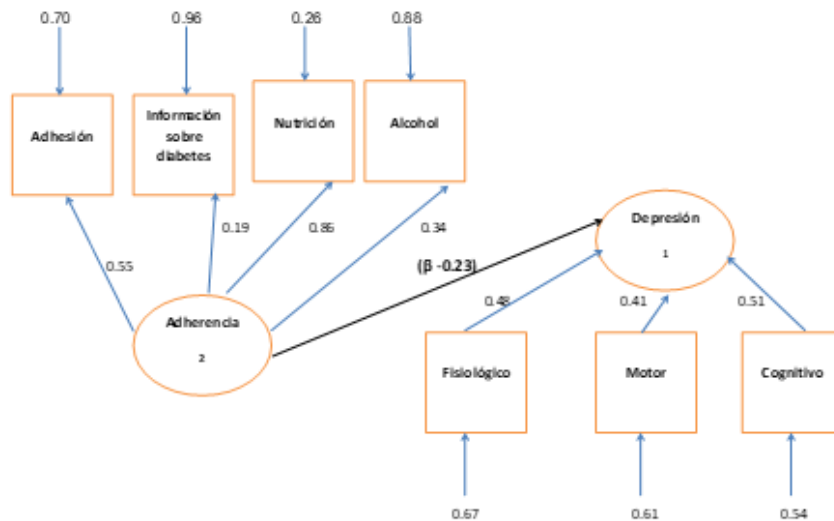 0.70
0.96
0.26
0.88
Adhesión
Información
sobre
diabetes
Nutrición
Alcohol
0.55
0.19
0.86
0.34
(β -0.23)
Depresión
1
Adherencia
2
0.48
0.41
0.51
Fisiológico
Motor
Cognitivo
0.67
0.61
0.54